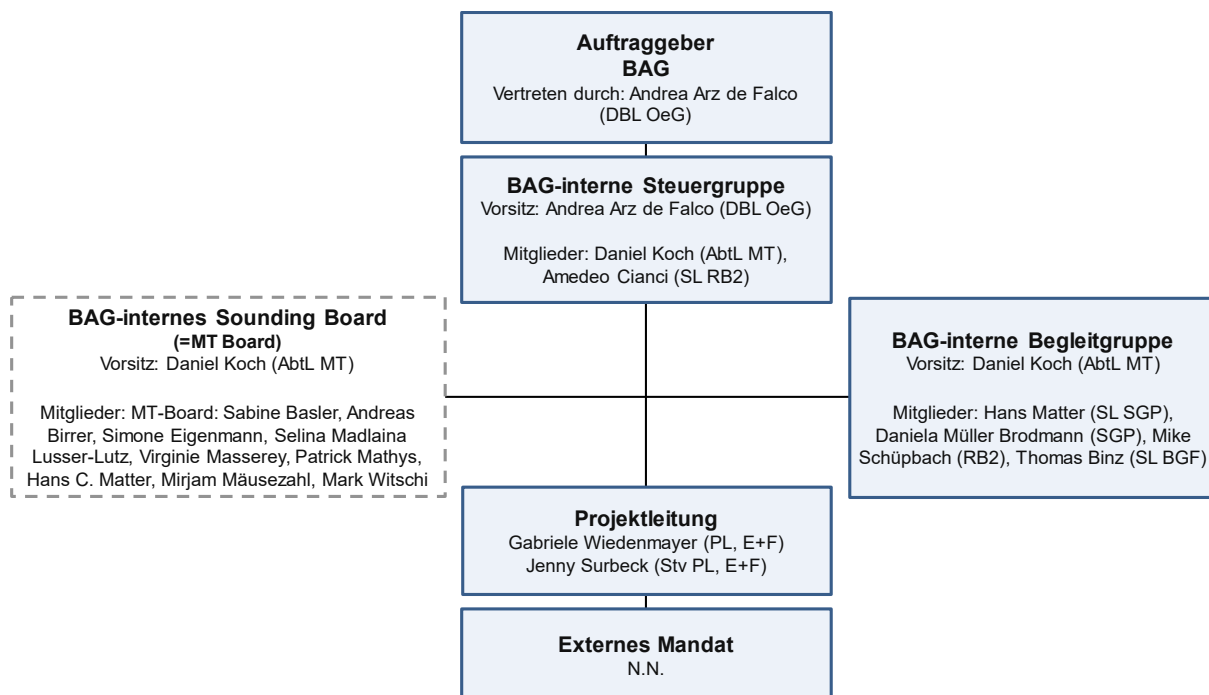 Auftraggeber
BAG
Vertreten durch: Andrea Arz de Falco
(DBL OeG)
BAG-interne Steuergruppe
Vorsitz: Andrea Arz de Falco (DBL OeG)
Mitglieder: Daniel Koch (AbtL MT),
Amedeo Cianci (SL RB2)
BAG-internes Sounding Board
(=MT Board)
Vorsitz: Daniel Koch (AbtL MT)
Mitglieder: MT-Board: Sabine Basler, Andreas
Birrer, Simone Eigenmann, Selina Madlaina
Lusser-Lutz, Virginie Masserey, Patrick Mathys,
Hans C. Matter, Mirjam Mäusezahl, Mark Witschi
BAG-interne Begleitgruppe
Vorsitz: Daniel Koch (AbtL MT)
Mitglieder: Hans Matter (SL SGP),
Daniela Müller Brodmann (SGP), Mike
Schüpbach (RB2), Thomas Binz (SL BGF)
Projektleitung
Gabriele Wiedenmayer (PL, E+F)
Jenny Surbeck (Stv PL, E+F)
Externes Mandat
N.N.